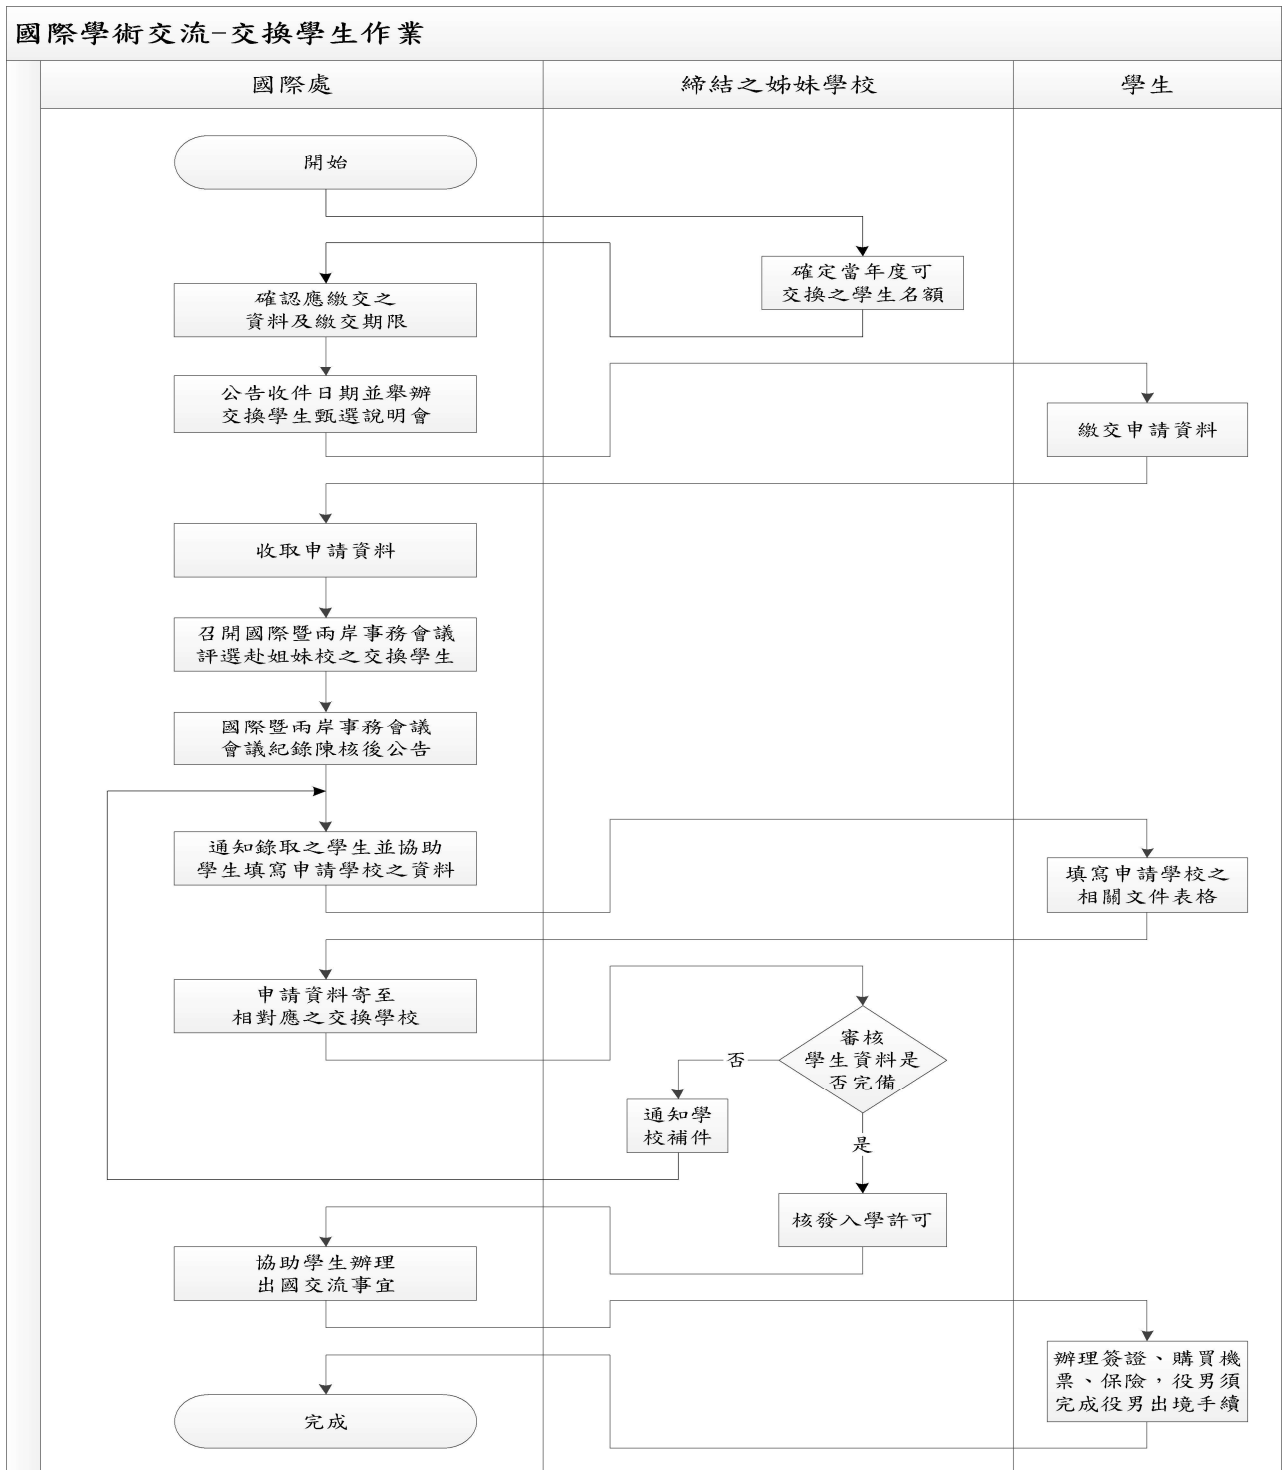 國際學術交流-交換學生作業
國際處
締結之姊妹學校
學生
開始
確定當年度可
交換之學生名額
確認應繳交之
資料及繳交期限
公告收件日期並舉辦
交換學生甄選說明會
繳交申請資料
收取申請資料
召開國際暨兩岸事務會議
評選赴姐妹校之交換學生
國際暨兩岸事務會議
會議紀錄陳核後公告
通知錄取之學生並協助
學生填寫申請學校之資料
填寫申請學校之
相關文件表格
申請資料寄至
相對應之交換學校
審核
學生資料是
否完備
否
通知學
校補件
是
核發入學許可
協助學生辦理
出國交流事宜
辦理簽證、購買機
票、保險，役男須
完成役男出境手續
完成